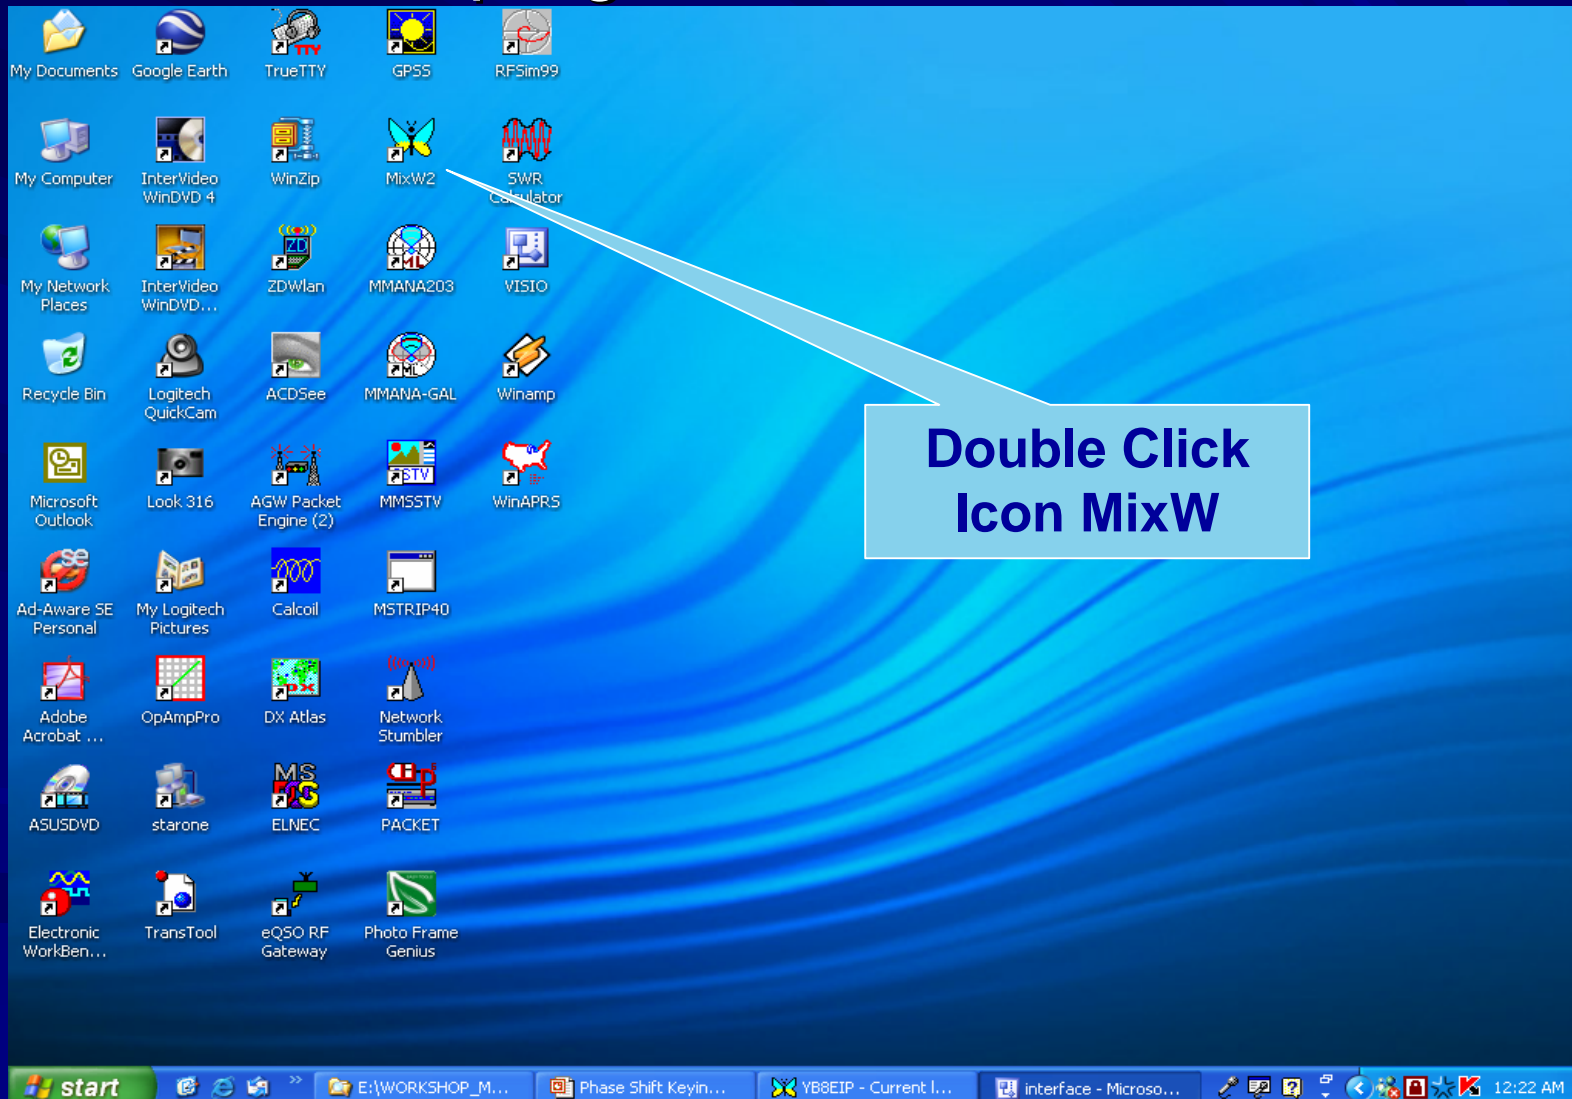 My Documents
Google Earth
TrueTTY
GPSS
RFSim99
My Computer
InterVideo
WinDVD 4
WinZip
MixW2
SWR
Calculator
My Network
Places
InterVideo
WinDVD...
ZDWlan
MMANA203
VISIO
Recycle Bin
Logitech
QuickCam
ACDSee
MMANA-GAL
Winamp
Double Click
Icon MixW
Microsoft
Outlook
Look 316
AGW Packet
Engine (2)
MMSSTV
WinAPRS
Ad-Aware SE
Personal
My Logitech
Pictures
Calcoil
MSTRIP40
Adobe
Acrobat ...
OpAmpPro
DX Atlas
Network
Stumbler
ASUSDVD
starone
ELNEC
PACKET
Electronic
WorkBen...
TransTool
eQSO RF
Gateway
Photo Frame
Genius
start
E:\WORKSHOP_M...
Phase Shift Keyin...
YB8EIP - Current l...
interface - Microso...
12:22 AM